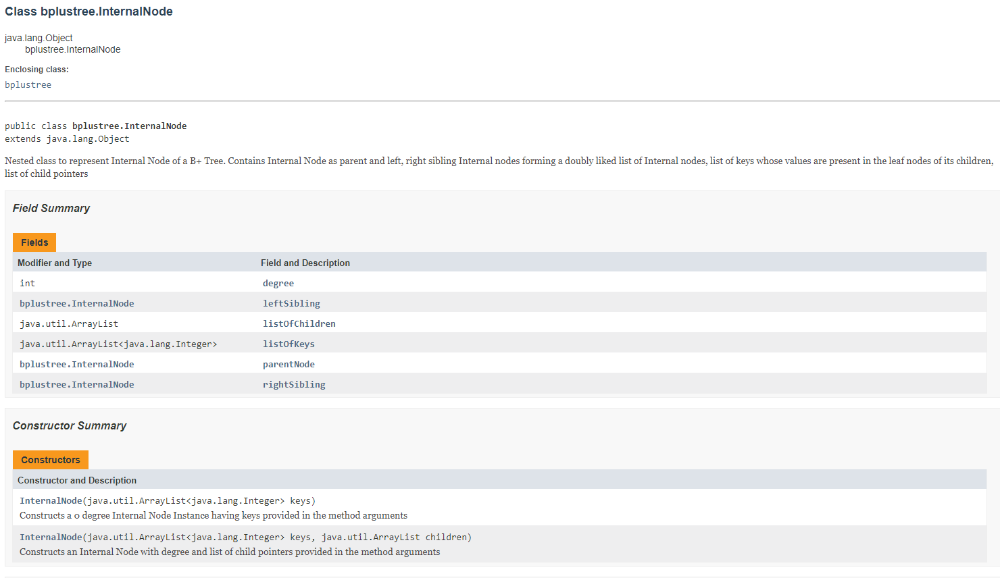 Class bplustree.InternalNode
java.lang.Object
bplustree.InternalNode
Enclosing class:
bplustree
public class bplustree.InternalNode
extends java.lang.Object
Nested class to represent Internal Node of a B+ Tree. Contains Internal Node as parent and left, right sibling Internal nodes forming a doubly liked list of Internal nodes, list of keys whose values are present in the leaf nodes of its children,
list of child pointers
Field Summary
Fields
Modifier and Type Field and Description
int degree
bplustree.InternalNode leftSibling
java.util.ArrayList listOfChildren
java.util.ArrayList<java.lang.Integer> listOfKeys
bplustree.InternalNode parentNode
bplustree.InternalNode rightSibling
Constructor Summary
Constructors
Constructor and Description
InternalNode(java.util.ArrayList<java.lang.Integer> keys)
Constructs a 0 degree Internal Node Instance having keys provided in the method arguments
InternalNode(java.util.ArrayList<java.lang.Integer> keys, java.util.ArrayList children)
Constructs an Internal Node with degree and list of child pointers provided in the method arguments